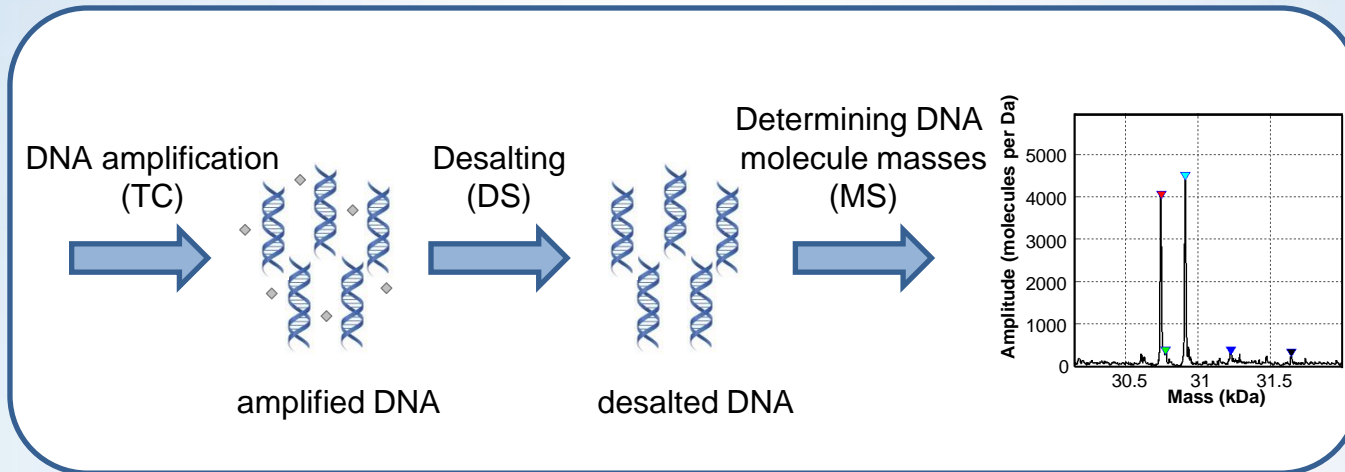 DNA amplification
(TC)
amplified DNA
Desalting
(DS)
desalted DNA
Determining DNA
molecule masses
(MS)
Amplitude (molecules per Da)
5000
4000
3000
2000
1000
0
30.5
31
31.5
Mass (kDa)